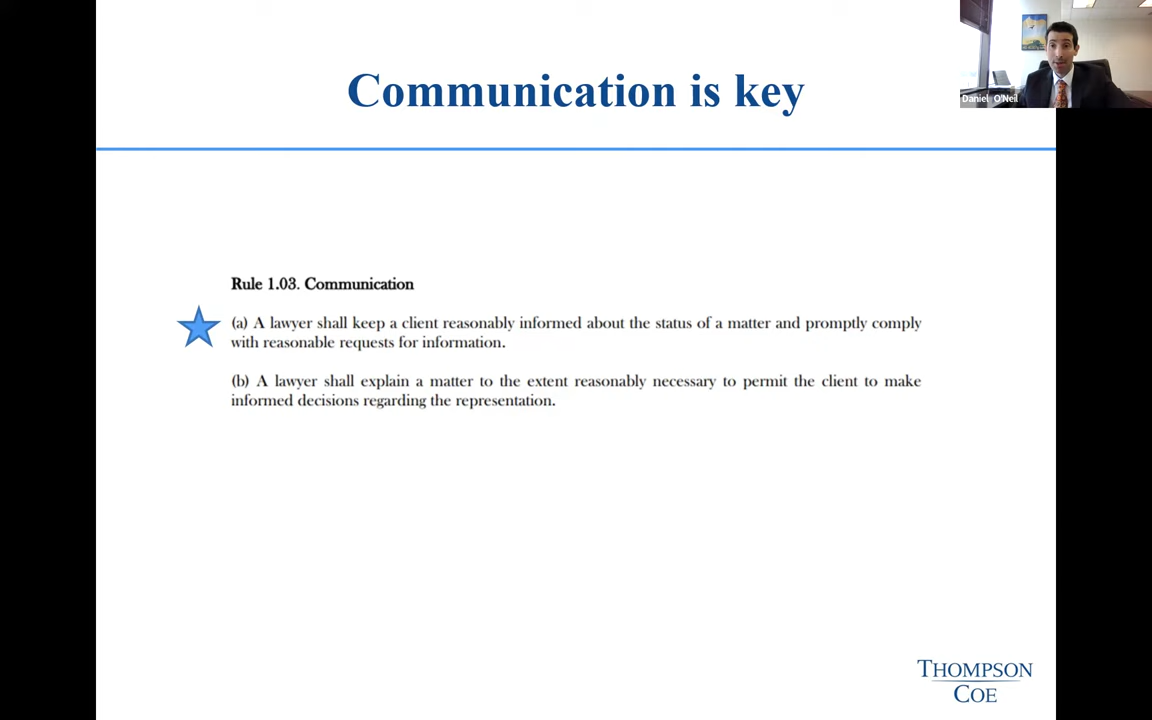 Communication is key
Daniel O'Neil
Rule 1.03. Communication
(a) A lawyer shall keep a client reasonably informed about the status of a matter and promptly comply
with reasonable requests for information.
(b) A lawyer shall explain a matter to the extent reasonably necessary to permit the client to make
informed decisions regarding the representation.
THOMPSON
COE